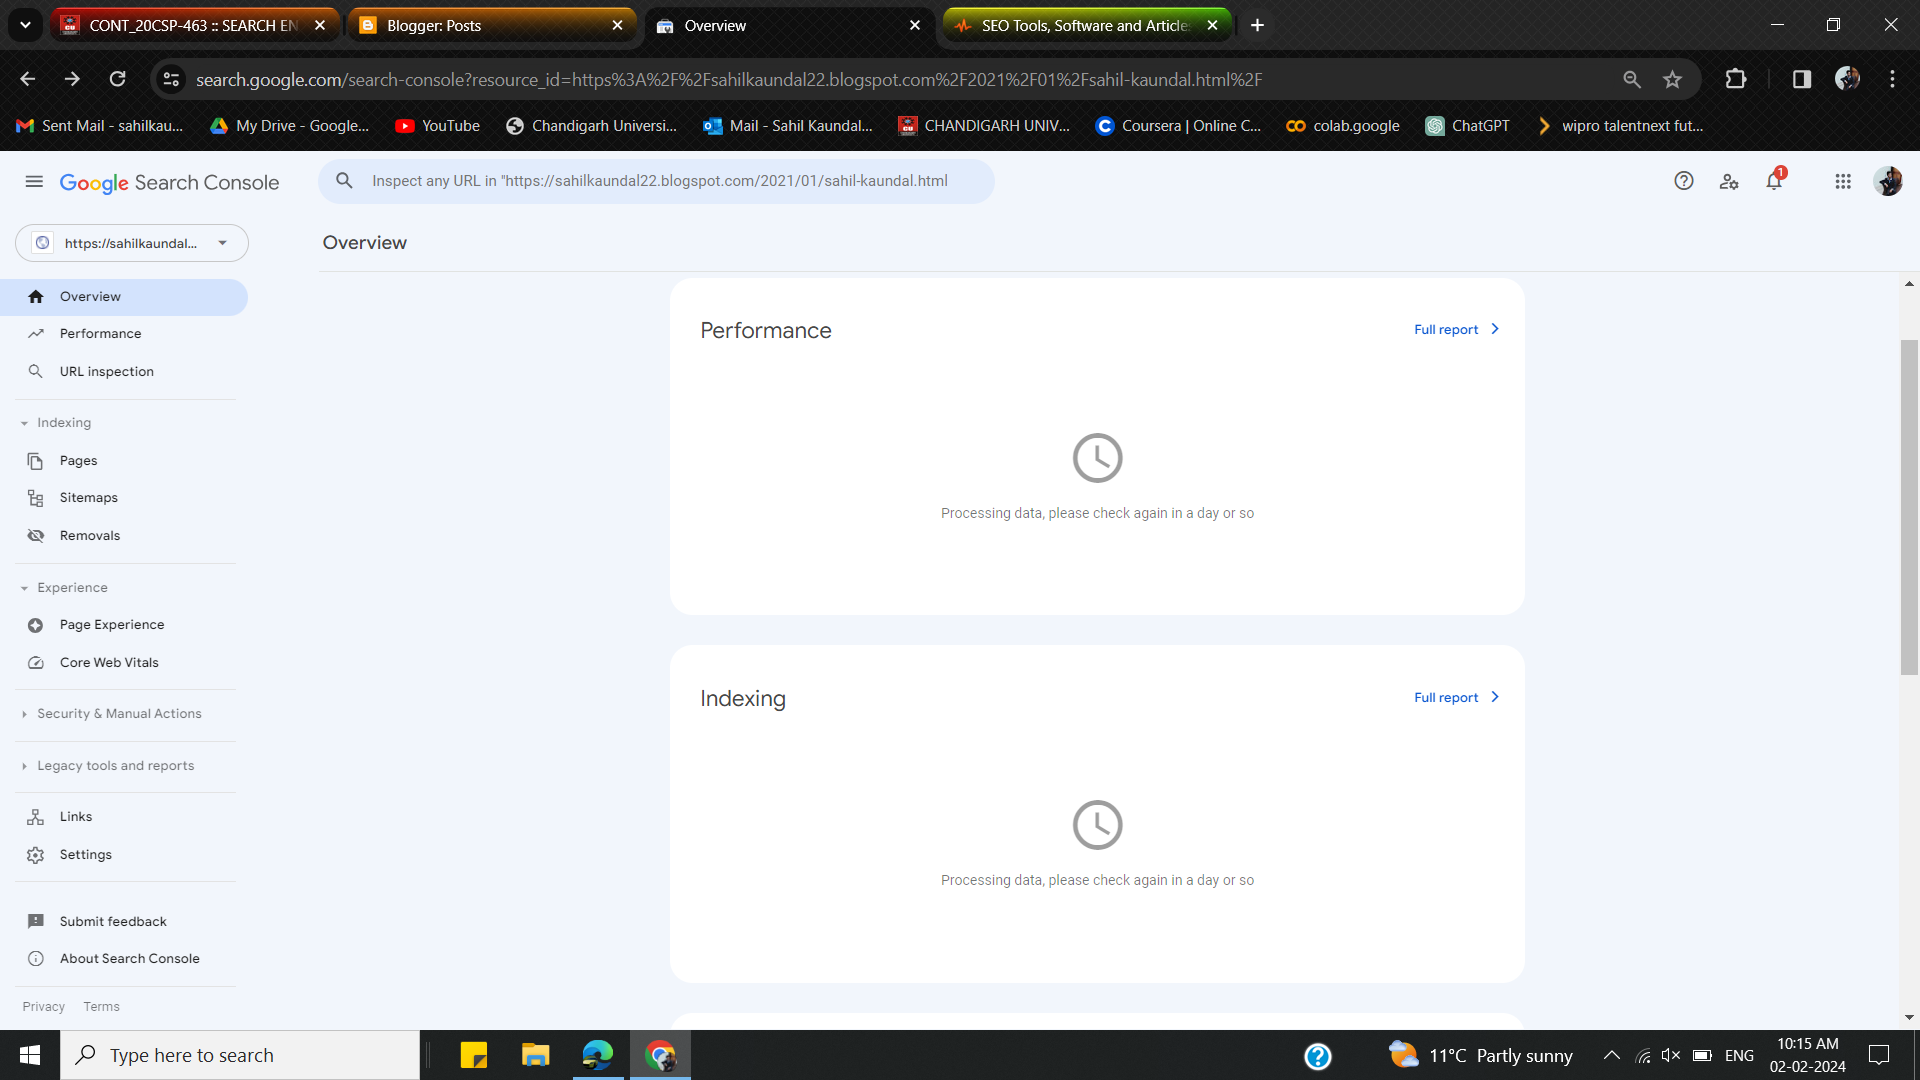 CONT_20CSP-463 :: SEARCH EN
Blogger: Posts
Overview
SEO Tools, Software and Article
search.google.com/search-console?resource_id=https%3A%2F%2Fsahilkaundal22.blogspot.com%2F2021%2F01%2Fsahil-kaundal.html%2F
Sent Mail - sahilkau...
My Drive - Google...
YouTube
Chandigarh Universi...
Mail - Sahil Kaundal...
CHANDIGARH UNIV...
Coursera | Online C...
colab.google
ChatGPT
wipro talentnext fut...
Google Search Console
Inspect any URL in "https://sahilkaundal22.blogspot.com/2021/01/sahil-kaundal.html
1
https://sahilkaundal...
Overview
Overview
Performance
URL inspection
Indexing
Pages
Sitemaps
Removals
Experience
Page Experience
Core Web Vitals
Security & Manual Actions
Legacy tools and reports
Links
Settings
Submit feedback
About Search Console
Privacy Terms
Performance
Full report
Processing data, please check again in a day or so
Indexing
Full report
Processing data, please check again in a day or so
Type here to search
11°C Partly sunny
ENG
10:15 AM
02-02-2024